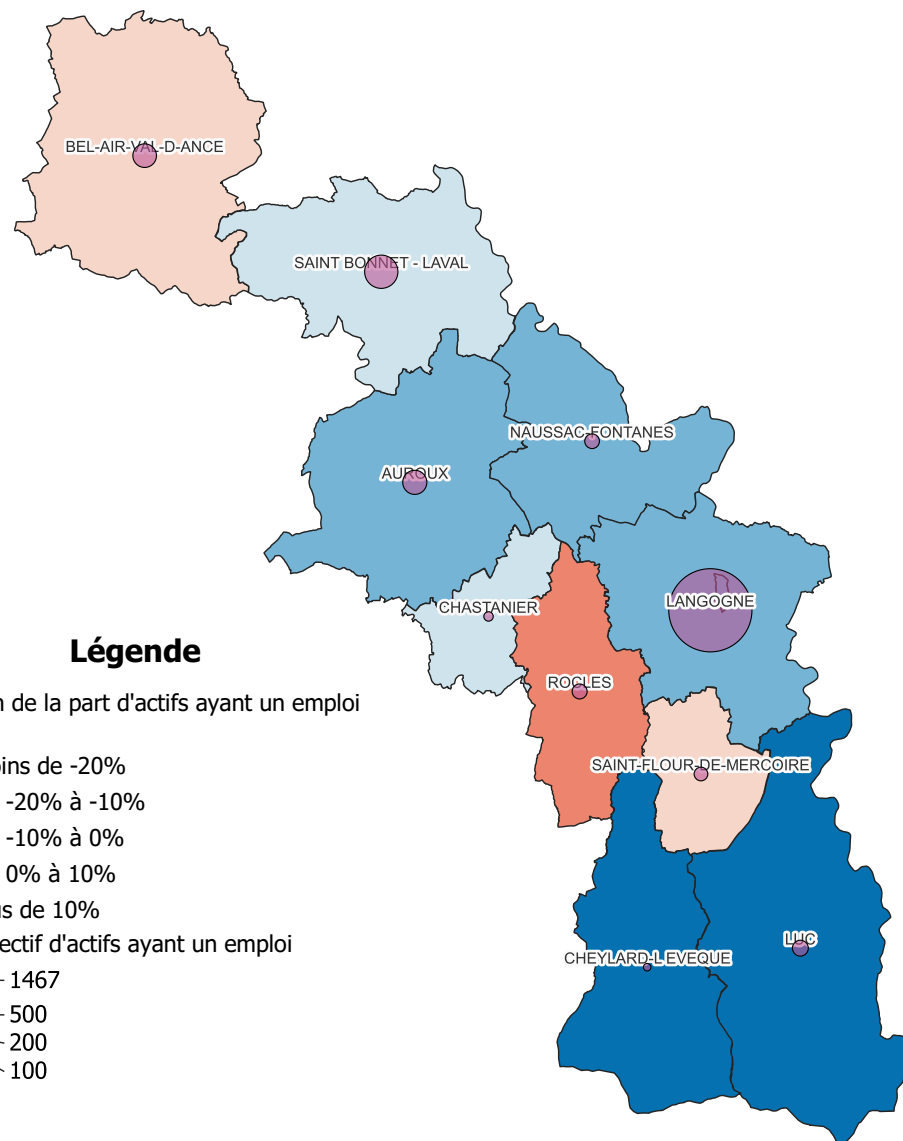 BEL-AIR-VAL-D-ANCE
SAINT BONNET - LAVAL
NAUSSAC-FONTANES
AUROUX
LANGOGNE
CHASTANIER
ROCLES
SAINT-FLOUR-DE-MERCOIRE
LUC
CHEYLARD-L EVEQUE
Légende
n de la part d'actifs ayant un emploi
ins de -20%
-20% à -10%
-10% à 0%
0% à 10%
s de 10%
ectif d'actifs ayant un emploi
1467
500
200
100